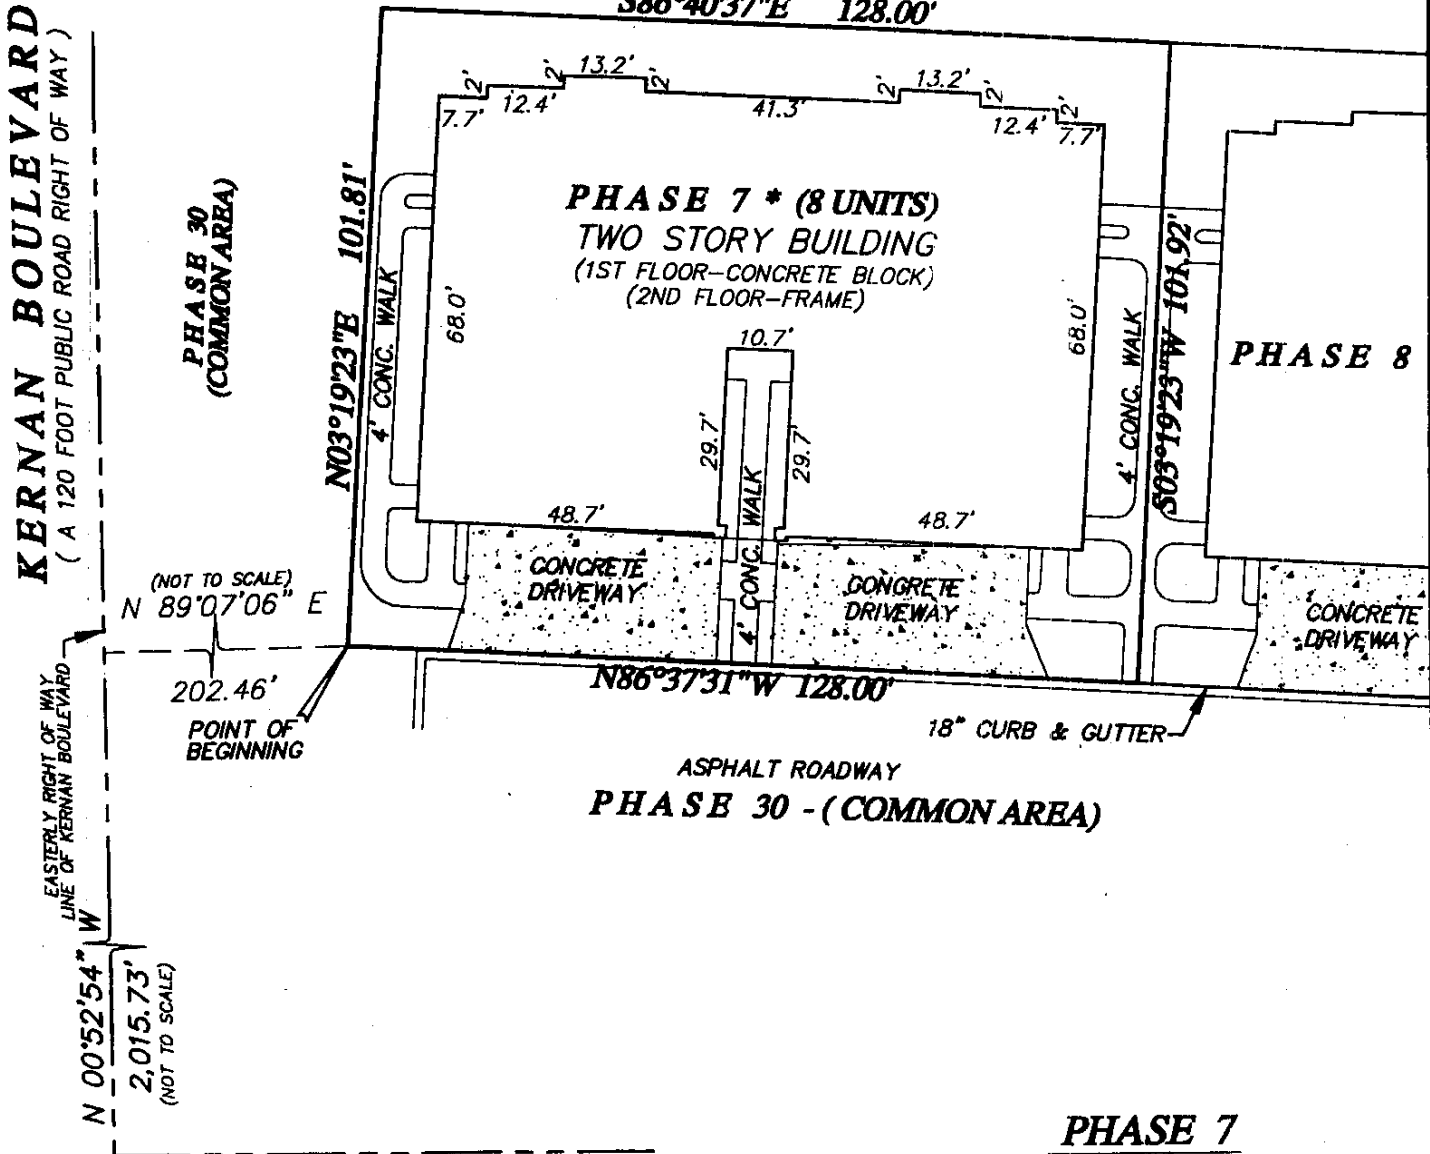 S86°40'37"E 128.00'
KERNAN BOULEVARD
( A 120 FOOT PUBLIC ROAD RIGHT OF WAY )
PHASE 30
(COMMON AREA)
N03°19'23"E 101.81'
4' CONC. WALK
7.7'
2'
12.4'
2'
13.2'
2'
41.3'
2'
13.2'
2'
12.4'
2'
7.7'
PHASE 7 * (8 UNITS)
TWO STORY BUILDING
(1ST FLOOR-CONCRETE BLOCK)
(2ND FLOOR-FRAME)
68.0'
68.0'
10.7'
29.7'
29.7'
4' CONC. WALK
48.7'
48.7'
4' CONC. WALK
S03°19'23"W 101.92'
PHASE 8
CONCRETE
DRIVEWAY
CONCRETE
DRIVEWAY
CONCRETE
DRIVEWAY
(NOT TO SCALE)
N 89°07'06" E
202.46'
POINT OF
BEGINNING
N86°37'31"W 128.00'
18" CURB & GUTTER
ASPHALT ROADWAY
PHASE 30 - ( COMMON AREA)
EASTERLY RIGHT OF WAY
LINE OF KERNAN BOULEVARD
N 00°52'54" W
2,015.73'
(NOT TO SCALE)
PHASE 7